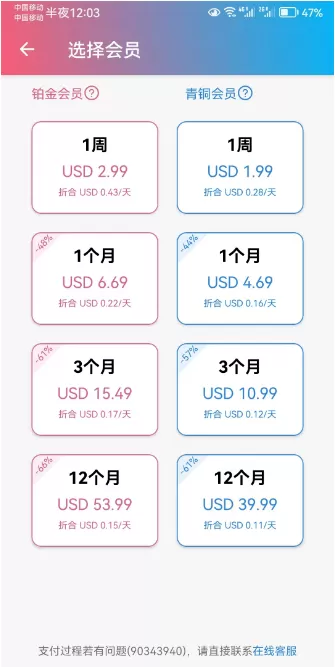 中国移动
中国移动 半夜12:03 47%
选择会员
铂金会员? 青铜会员?
1周 1周
USD 2.99 USD 1.99
折合 USD 0.43/天 折合 USD 0.28/天
-48% -44%
1个月 1个月
USD 6.69 USD 4.69
折合 USD 0.22/天 折合 USD 0.16/天
-61% -57%
3个月 3个月
USD 15.49 USD 10.99
折合 USD 0.17/天 折合 USD 0.12/天
-66% -61%
12个月 12个月
USD 53.99 USD 39.99
折合 USD 0.15/天 折合 USD 0.11/天
支付过程若有问题(90343940)，请直接联系在线客服